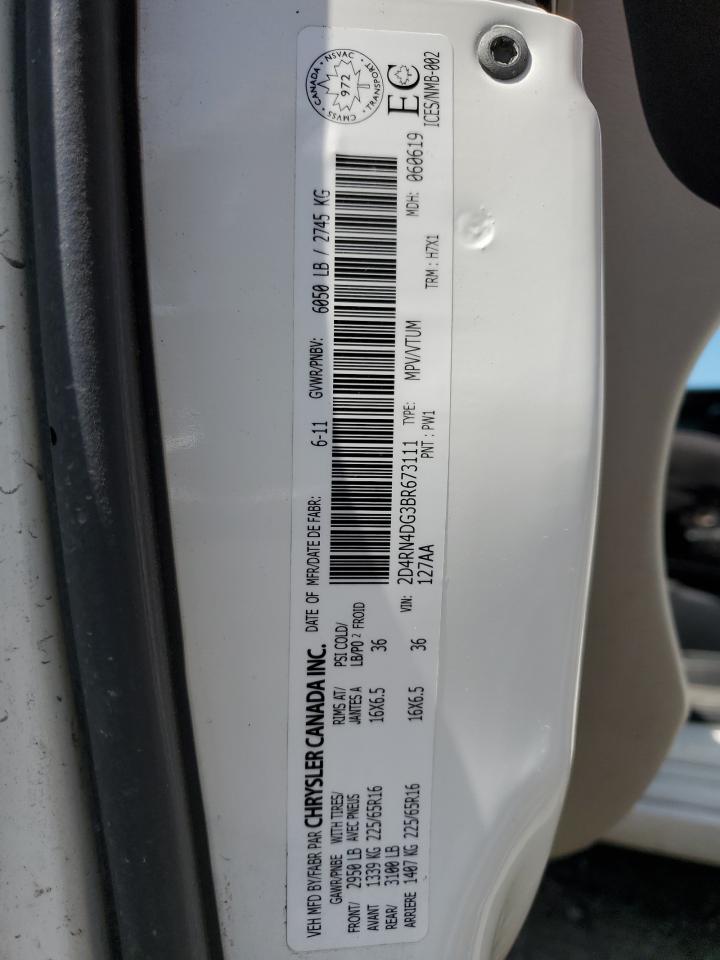 VEH MFD BY/FABR PAR CHRYSLER CANADA INC. DATE OF MFR/DATE DE FABR: 6-11 GVWR/PNBV: 6050 LB / 2745 KG
GAWR/PNBE WITH TIRES/ RIMS AT/ PSI COLD/
FRONT/ 2950 LB AVEC PNEUS JANTES A LB/PO² FROID
AVANT 1339 KG 225/65R16 16X6.5 36
REAR/ 3100 LB
ARRIERE 1407 KG 225/65R16 16X6.5 36
VIN: 2D4RN4DG3BR673111 TYPE: MPV/VTUM MDH: 060619
127AA PNT: PW1 TRM: H7X1
CANADA NSVAC
972
CMVSS TRANSPORT
EC
ICES/NMB-002